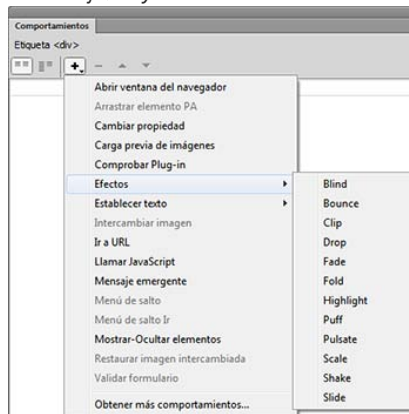 Comportamientos
Etiqueta <div>
Abrir ventana del navegador
Arrastrar elemento PA
Cambiar propiedad
Carga previa de imágenes
Comprobar Plug-in
Efectos
Establecer texto
Intercambiar imagen
Ir a URL
Llamar JavaScript
Mensaje emergente
Menú de salto
Menú de salto Ir
Mostrar-Ocultar elementos
Restaurar imagen intercambiada
Validar formulario
Obtener más comportamientos...
Blind
Bounce
Clip
Drop
Fade
Fold
Highlight
Puff
Pulsate
Scale
Shake
Slide